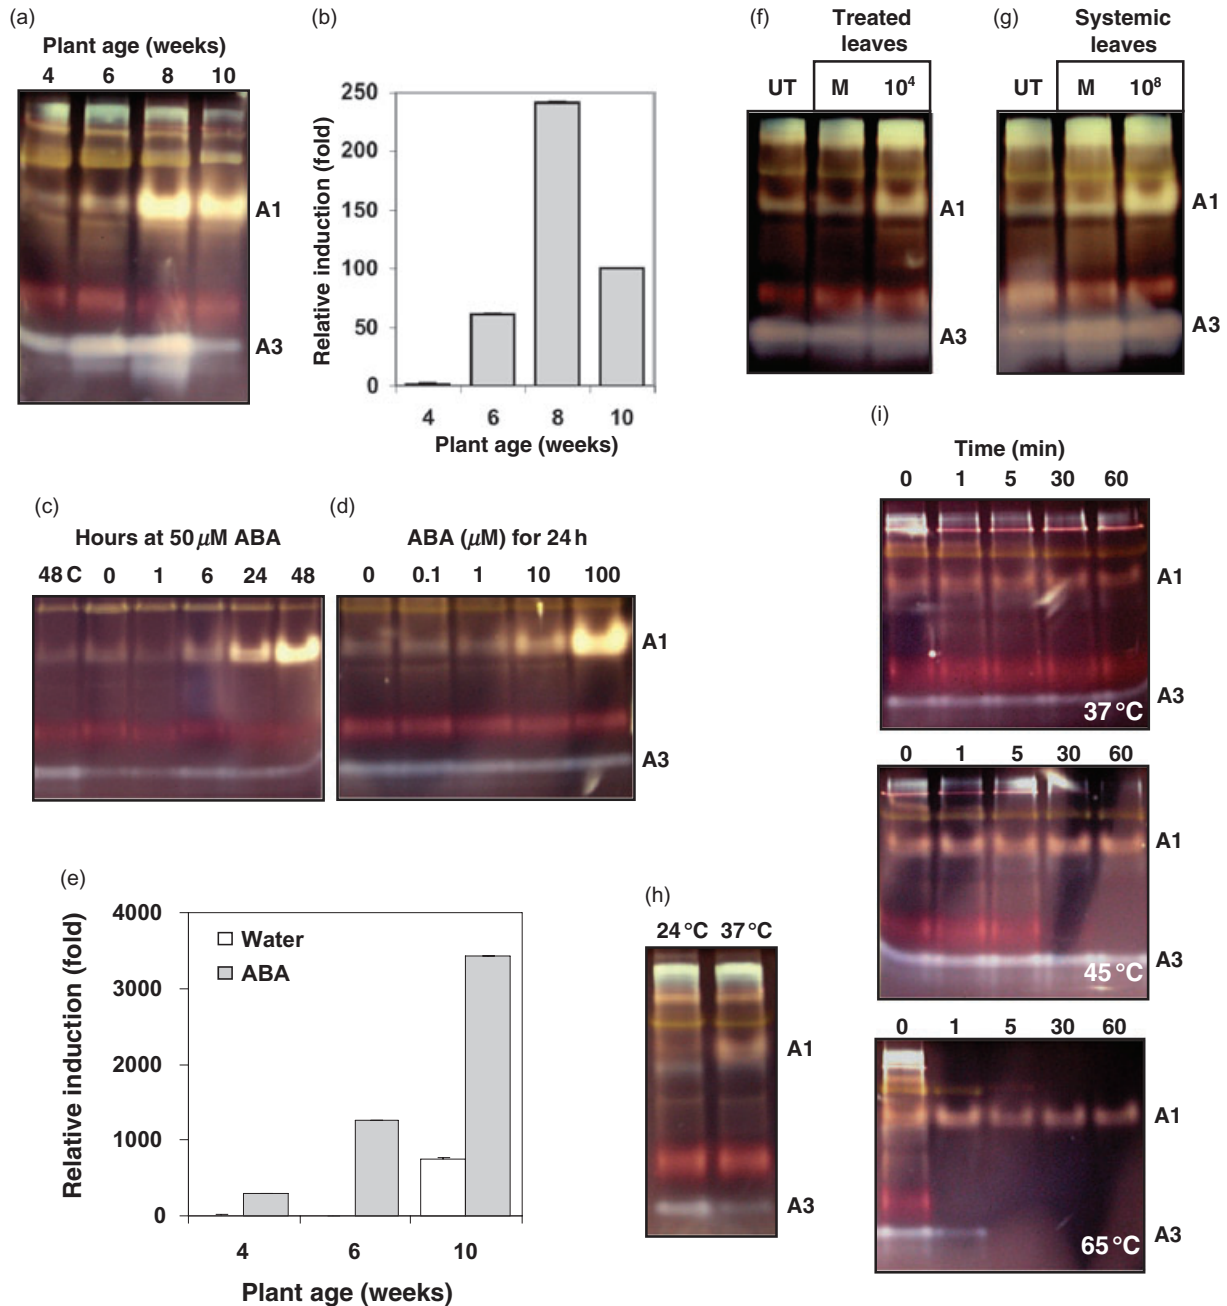 (a)
Plant age (weeks)
4 6 8 10
A1
A3
(b)
Relative induction (fold)
250
200
150
100
50
0
4 6 8 10
Plant age (weeks)
(f)
Treated
leaves
UT M 10⁴
A1
A3
(g)
Systemic
leaves
UT M 10⁸
A1
A3
(c)
Hours at 50 μM ABA
48 C 0 1 6 24 48
(d)
ABA (μM) for 24 h
0 0.1 1 10 100
A1
A3
(e)
Relative induction (fold)
4000
3000
2000
1000
0
Water
ABA
4 6 10
Plant age (weeks)
(h)
24 °C 37 °C
A1
A3
(i)
Time (min)
0 1 5 30 60
A1
A3
37 °C
0 1 5 30 60
A1
A3
45 °C
0 1 5 30 60
A1
A3
65 °C